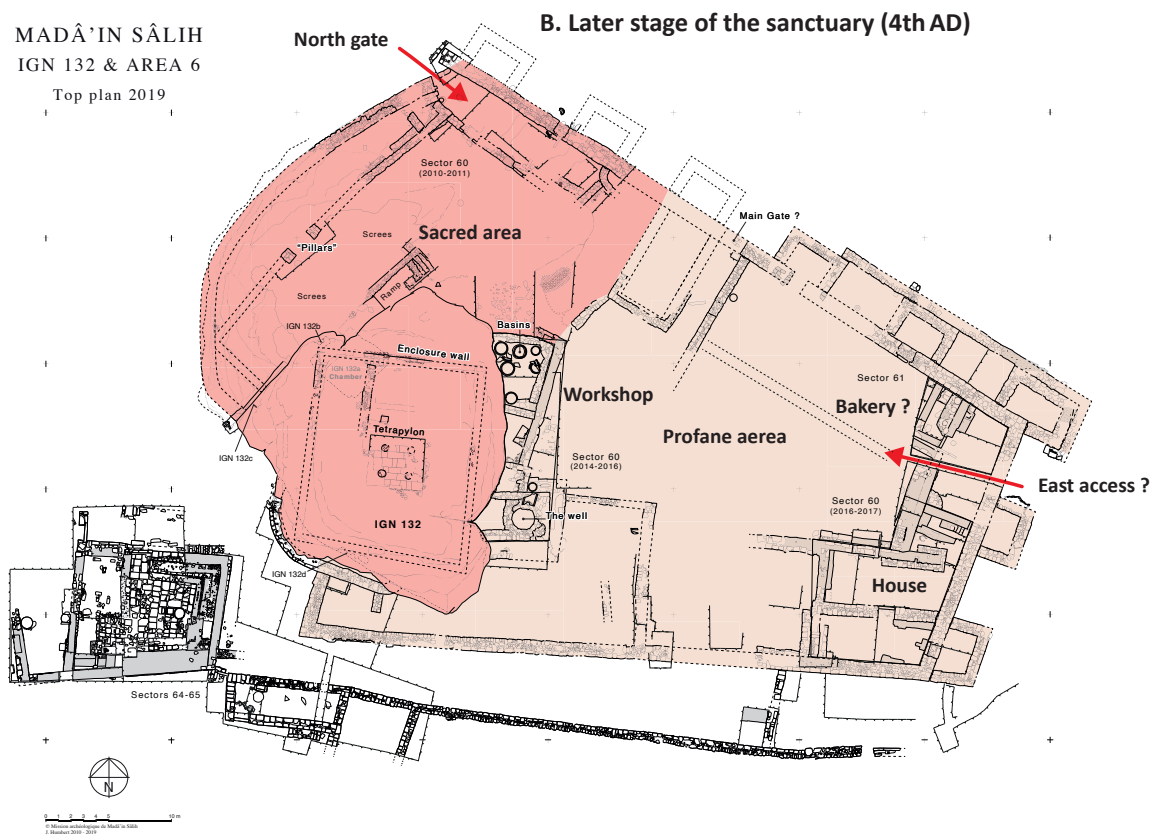 MADÂ'IN SÂLIH
IGN 132 & AREA 6
Top plan 2019
B. Later stage of the sanctuary (4th AD)
North gate
Sector 60
(2010-2011)
Main Gate ?
Sacred area
Screes
"Pillars"
Screes
Ramp
IGN 132b
Basins
Enclosure wall
IGN 132a
Chamber
Workshop
Sector 61
Bakery ?
Tetrapylon
Profane aerea
IGN 132c
Sector 60
(2014-2016)
East access ?
Sector 60
(2016-2017)
IGN 132
The well
IGN 132d
House
Sectors 64-65
N
0 1 2 3 4 5 10 m
© Mission archéologique de Madâ'in Sâlih
J. Humbert 2010 - 2019